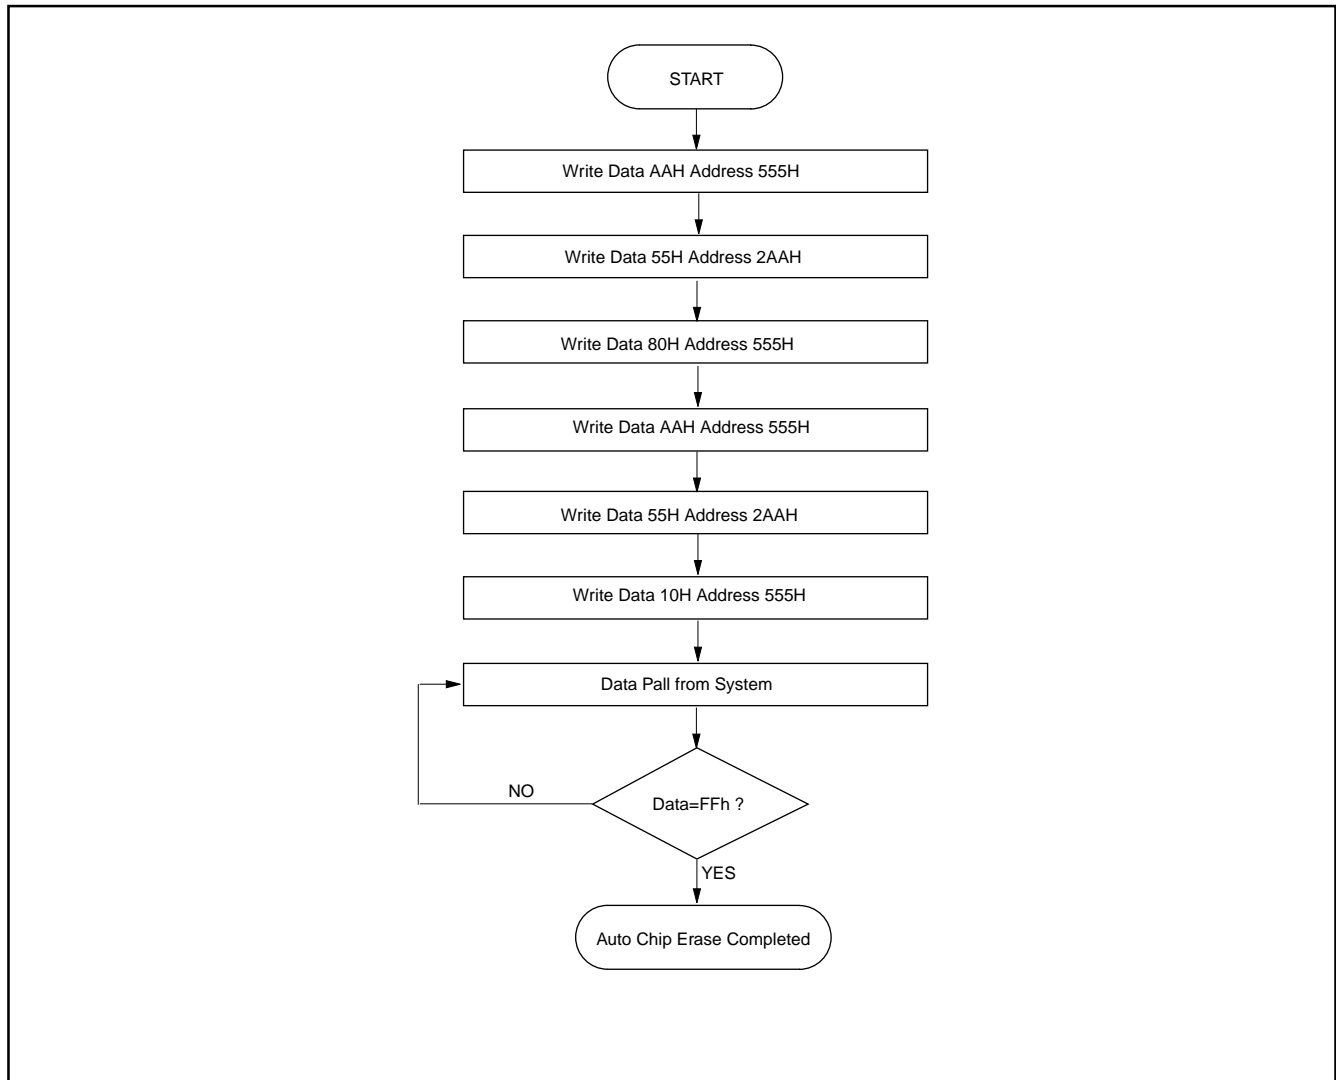 START
Write Data AAH Address 555H
Write Data 55H Address 2AAH
Write Data 80H Address 555H
Write Data AAH Address 555H
Write Data 55H Address 2AAH
Write Data 10H Address 555H
Data Pall from System
NO
Data=FFh ?
YES
Auto Chip Erase Completed